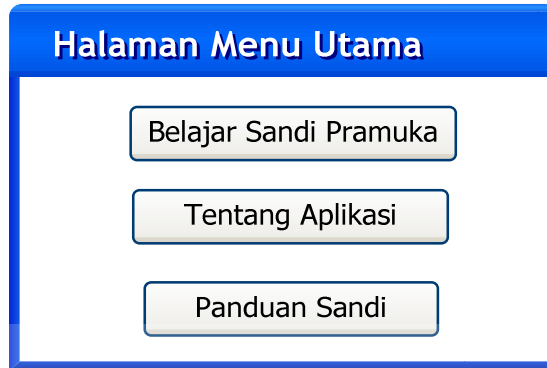 Halaman Menu Utama
Belajar Sandi Pramuka
Tentang Aplikasi
Panduan Sandi